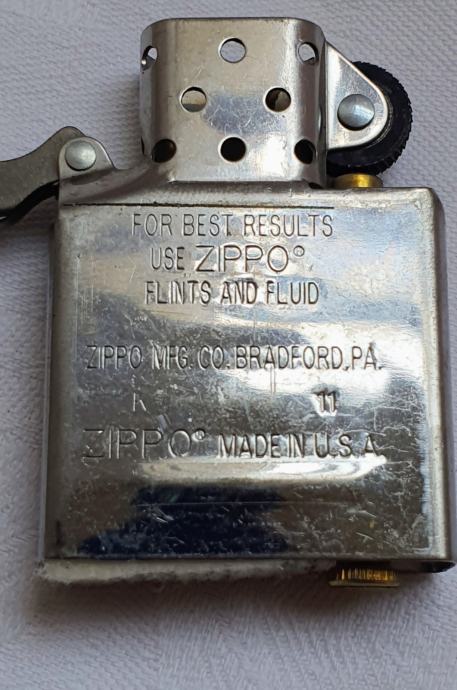 FOR BEST RESULTS
USE ZIPPO®
FLINTS AND FLUID
ZIPPO MFG. CO. BRADFORD, PA.
K 11
ZIPPO® MADE IN U.S.A.